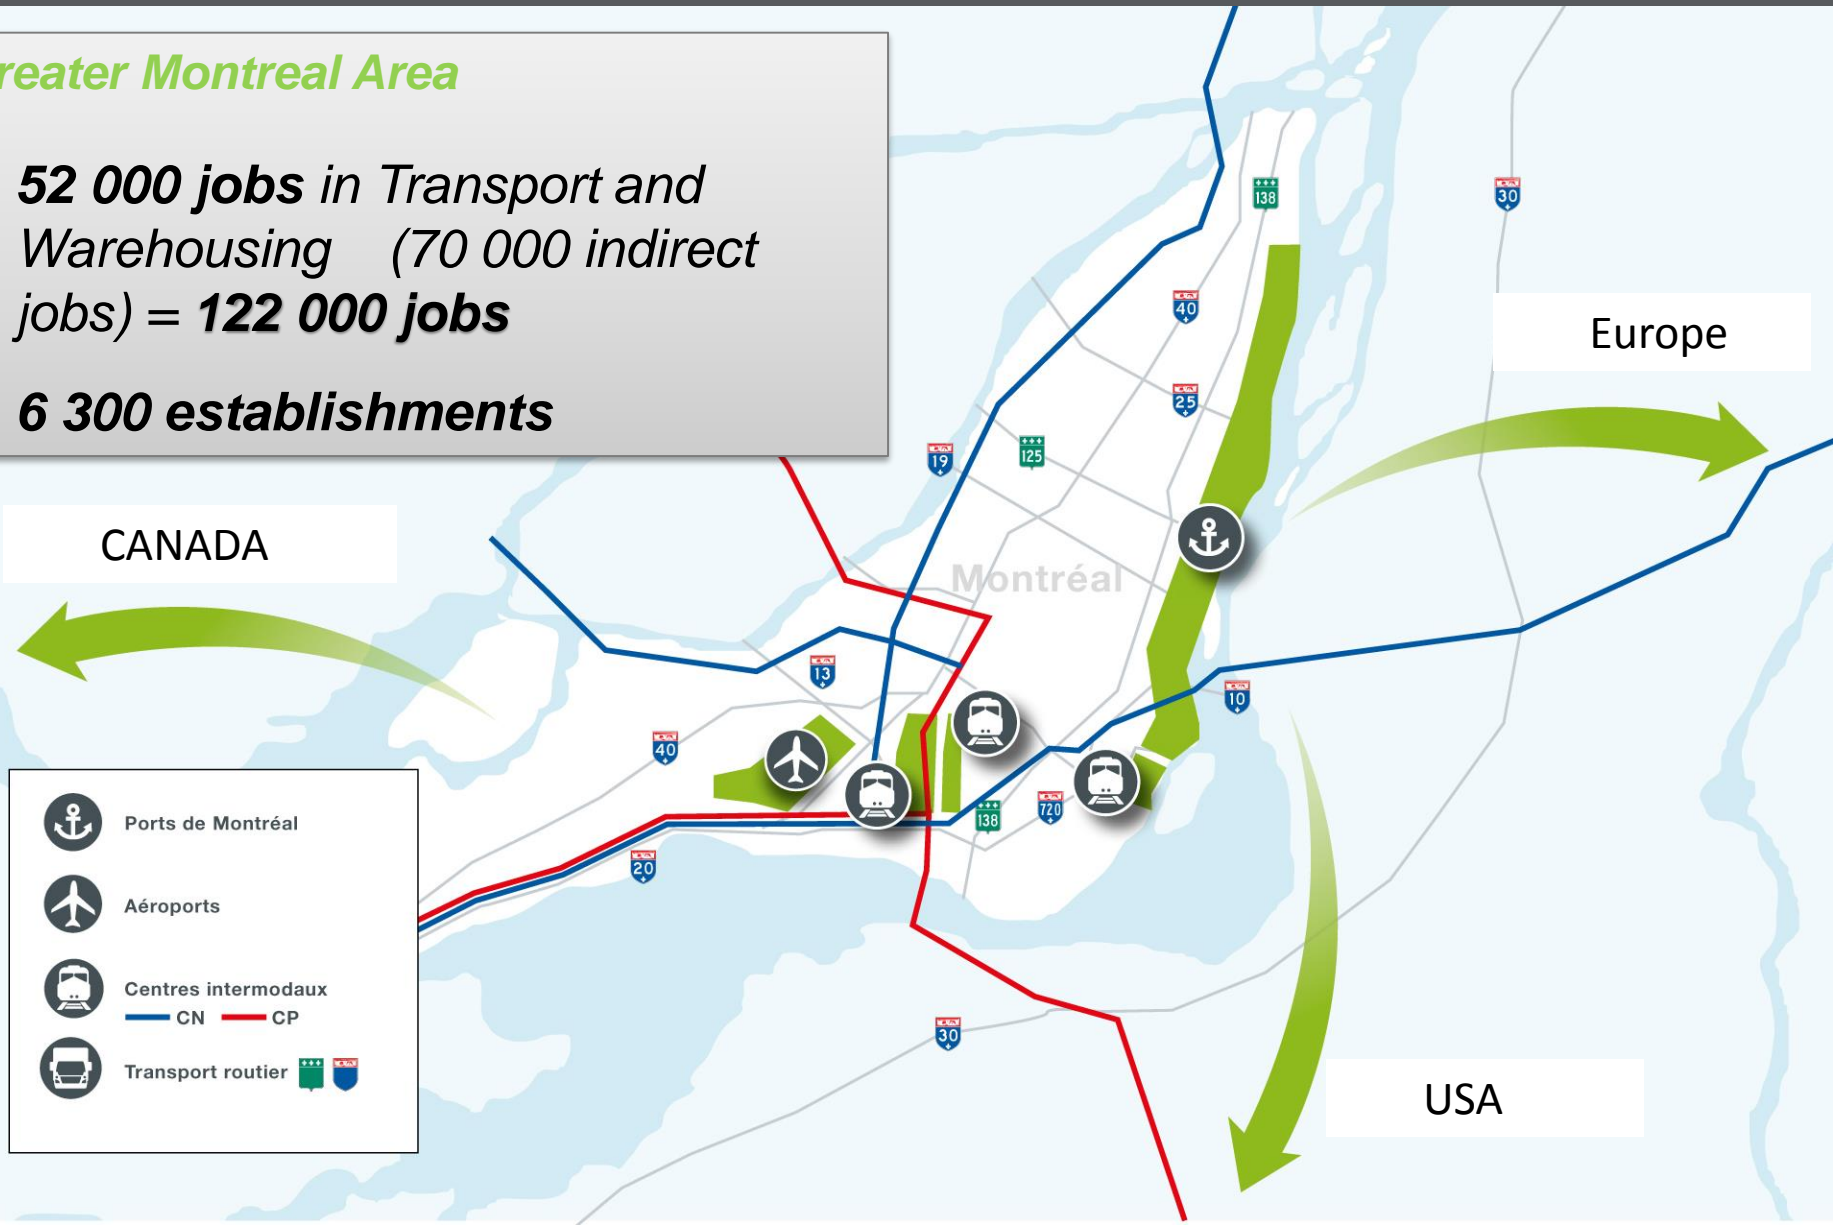 reater Montreal Area
52 000 jobs in Transport and
Warehousing (70 000 indirect
jobs) = 122 000 jobs
6 300 establishments
138
30
40
Europe
25
19
125
CANADA
Montréal
13
10
40
720
138
20
30
Ports de Montréal
Aéroports
Centres intermodaux
CN CP
Transport routier
USA